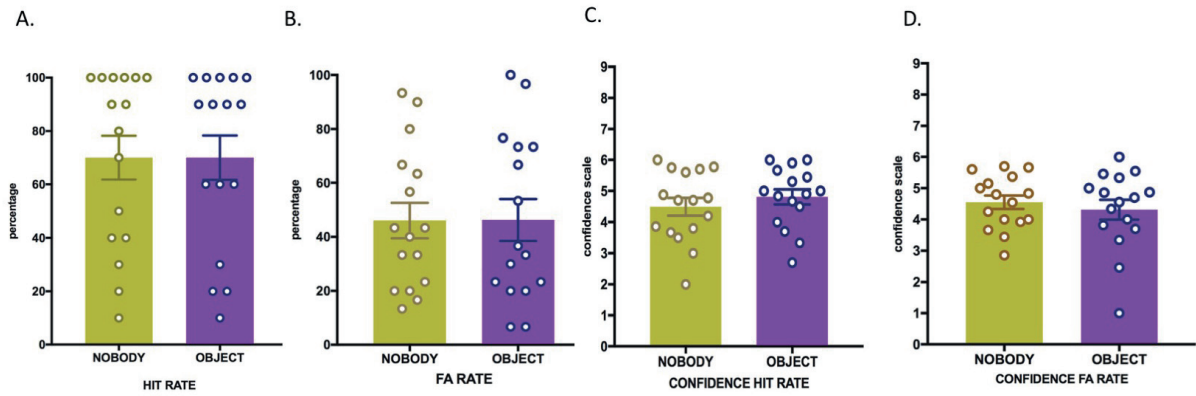 A.
percentage
100
80
60
40
20
0
NOBODY OBJECT
HIT RATE
B.
percentage
100
80
60
40
20
0
NOBODY OBJECT
FA RATE
C.
confidence scale
9
8
7
6
5
4
3
2
1
0
NOBODY OBJECT
CONFIDENCE HIT RATE
D.
confidence scale
9
8
7
6
5
4
3
2
1
0
NOBODY OBJECT
CONFIDENCE FA RATE